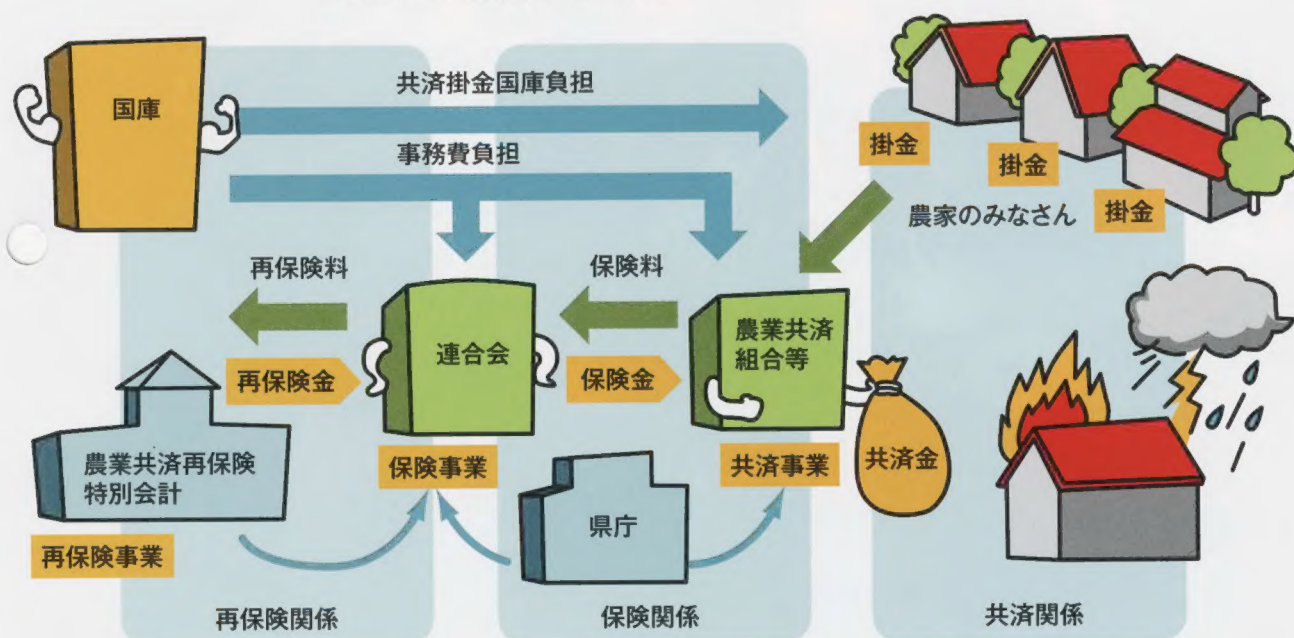 国庫
共済掛金国庫負担
事務費負担
掛金
掛金
掛金
農家のみなさん
再保険料
保険料
連合会
農業共済
組合等
再保険金
保険金
農業共済再保険
特別会計
保険事業
共済事業
共済金
県庁
再保険事業
再保険関係
保険関係
共済関係